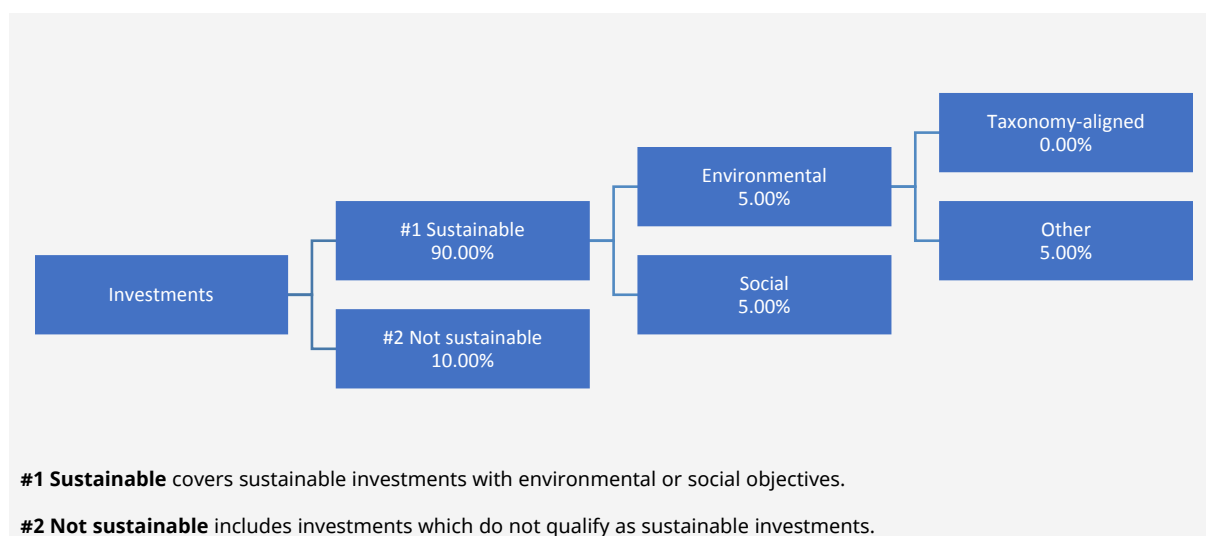 Investments
#1 Sustainable
90.00%
#2 Not sustainable
10.00%
Environmental
5.00%
Social
5.00%
Taxonomy-aligned
0.00%
Other
5.00%
#1 Sustainable covers sustainable investments with environmental or social objectives.
#2 Not sustainable includes investments which do not qualify as sustainable investments.